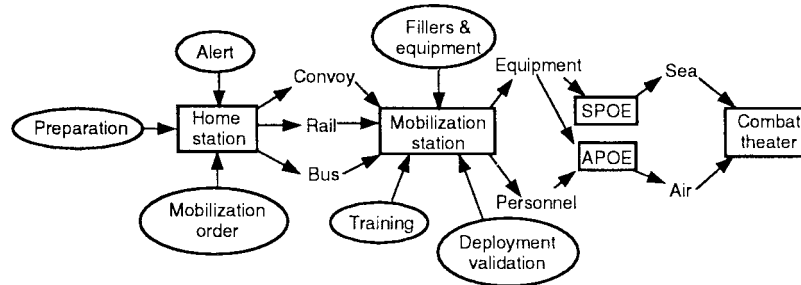 Alert
Fillers &
equipment
Convoy
Equipment
Sea
Preparation
Home
station
Rail
Mobilization
station
SPOE
APOE
Combat
theater
Bus
Personnel
Air
Mobilization
order
Training
Deployment
validation